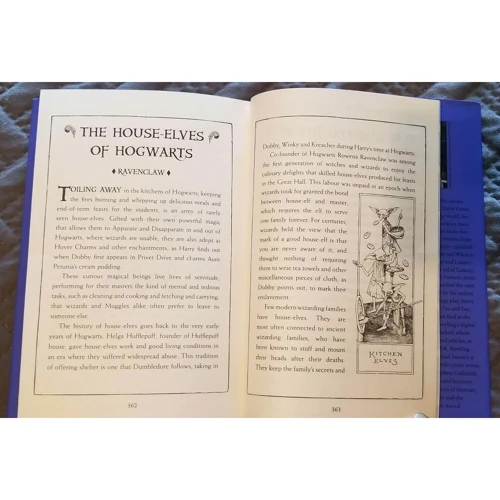 THE HOUSE-ELVES
OF HOGWARTS
♦ RAVENCLAW ♦
TOILING AWAY in the kitchens of Hogwarts, keeping
the fires burning and whipping up delicious meals and
end-of-term feasts for the students, is an army of rarely
seen house-elves. Gifted with their own powerful magic
that allows them to Apparate and Disapparate in and out of
Hogwarts, where wizards are unable, they are also adept at
Hover Charms and other enchantments, as Harry finds out
when Dobby first appears in Privet Drive and charms Aunt
Petunia's cream pudding.
These curious magical beings live lives of servitude,
performing for their masters the kind of menial and tedious
tasks, such as cleaning and cooking and fetching and carrying,
that wizards and Muggles alike often prefer to leave to
someone else.
The history of house-elves goes back to the very early
years of Hogwarts. Helga Hufflepuff, founder of Hufflepuff
house, gave house-elves work and good living conditions in
an era where they suffered widespread abuse. This tradition
of offering shelter is one that Dumbledore follows, taking in
362
Dobby, Winky and Kreacher during Harry's time at Hogwarts.
Co-founder of Hogwarts Rowena Ravenclaw was among
the first generation of witches and wizards to enjoy the
culinary delights that skilled house-elves produced for feasts
in the Great Hall. This labour was unpaid in an epoch when
wizards took for granted the bond
between house-elf and master,
which requires the elf to serve
one family forever. For centuries,
wizards held the view that the
mark of a good house-elf is that
you are never aware of it, and
thought nothing of requiring
them to wear tea towels and other
miscellaneous pieces of cloth, as
Dobby points out, to mark their
enslavement.
Few modern wizarding families
have house-elves. They are
most often connected to ancient
wizarding families, who have
been known to stuff and mount
their heads after their deaths.
They keep the family's secrets and
KITCHEN
ELVES
363